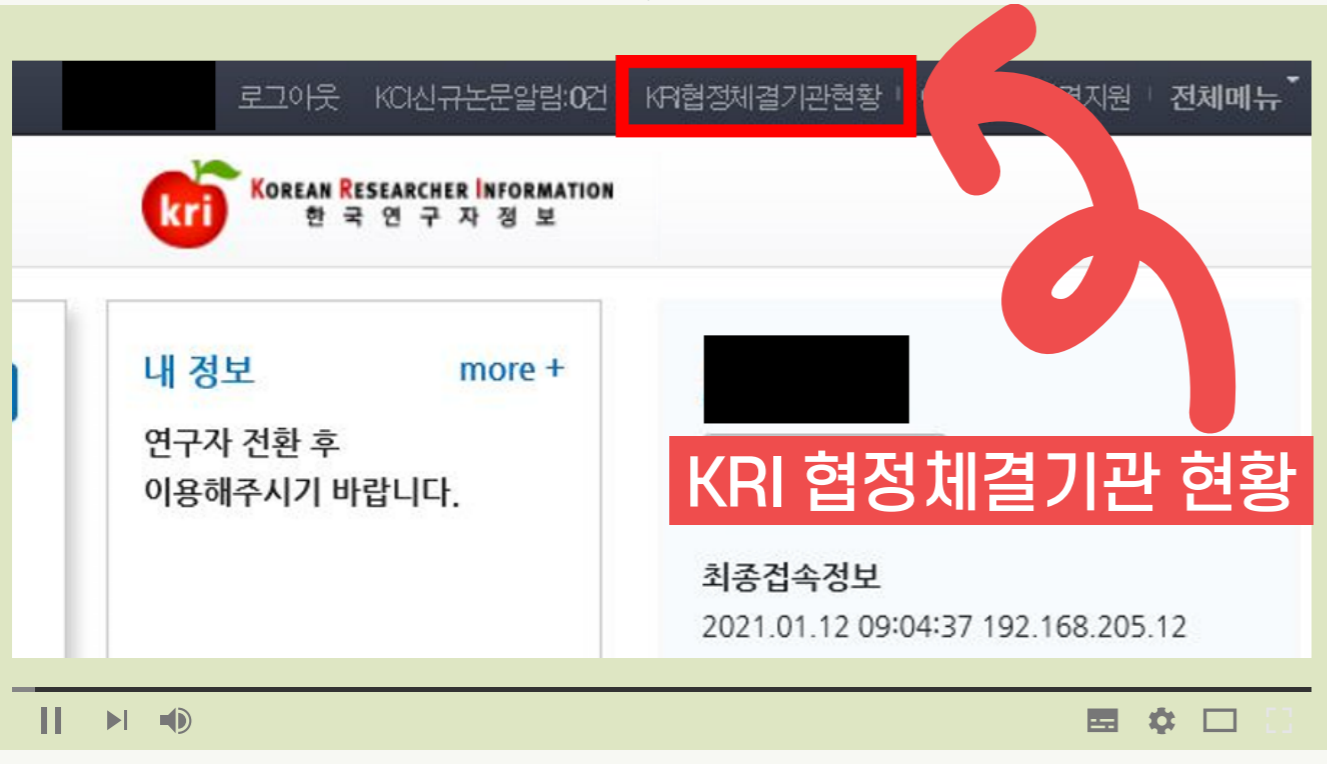 로그아웃 KCI신규논문알림:0건 KRI협정체결기관현황 전체메뉴
kri KOREAN RESEARCHER INFORMATION
한국연구자정보
내 정보 more +
연구자 전환 후
이용해주시기 바랍니다.
KRI 협정체결기관 현황
최종접속정보
2021.01.12 09:04:37 192.168.205.12